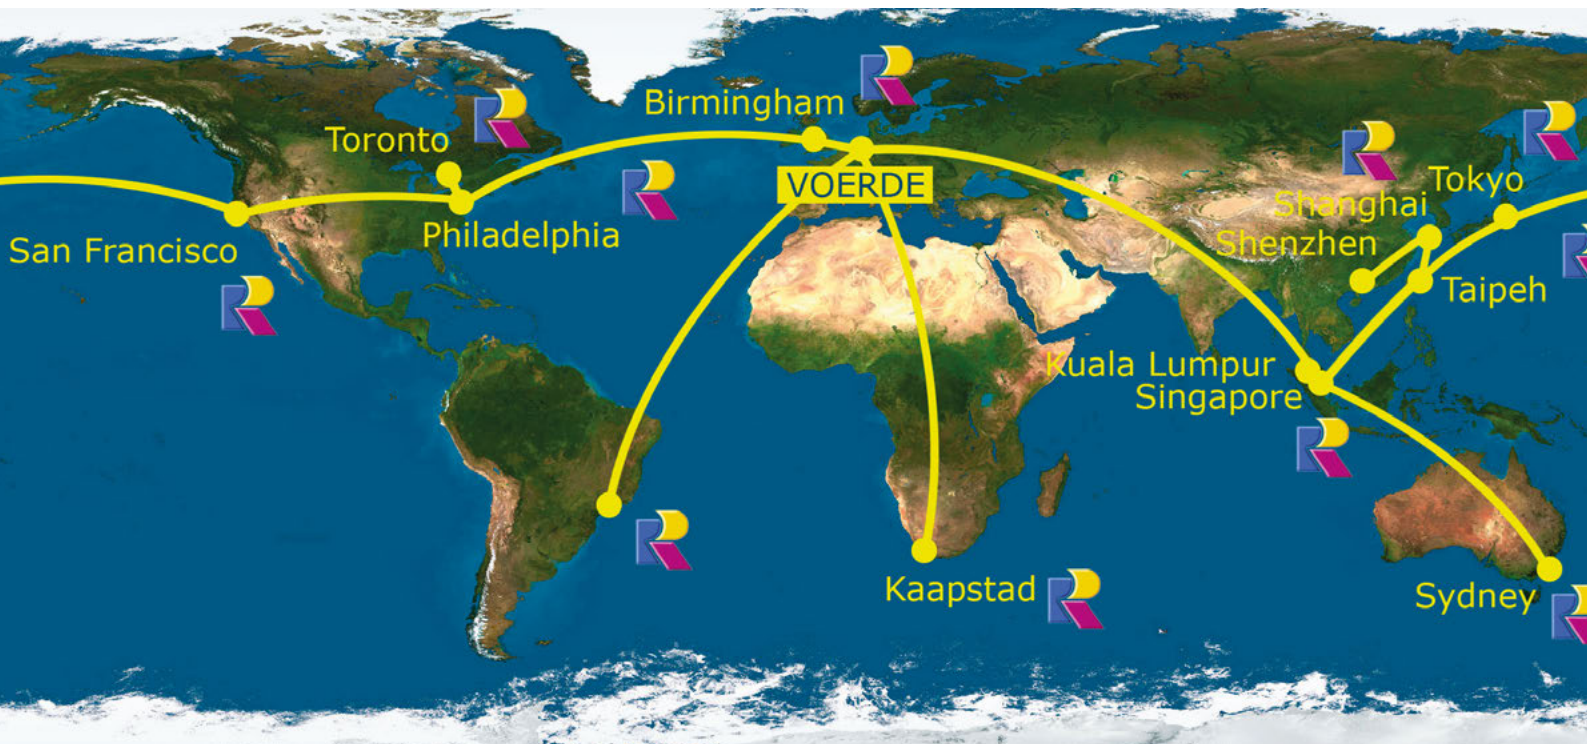 Birmingham
Toronto
VOERDE
Tokyo
Shanghai
Philadelphia
Shenzhen
San Francisco
Taipeh
Kuala Lumpur
Singapore
Kaapstad
Sydney